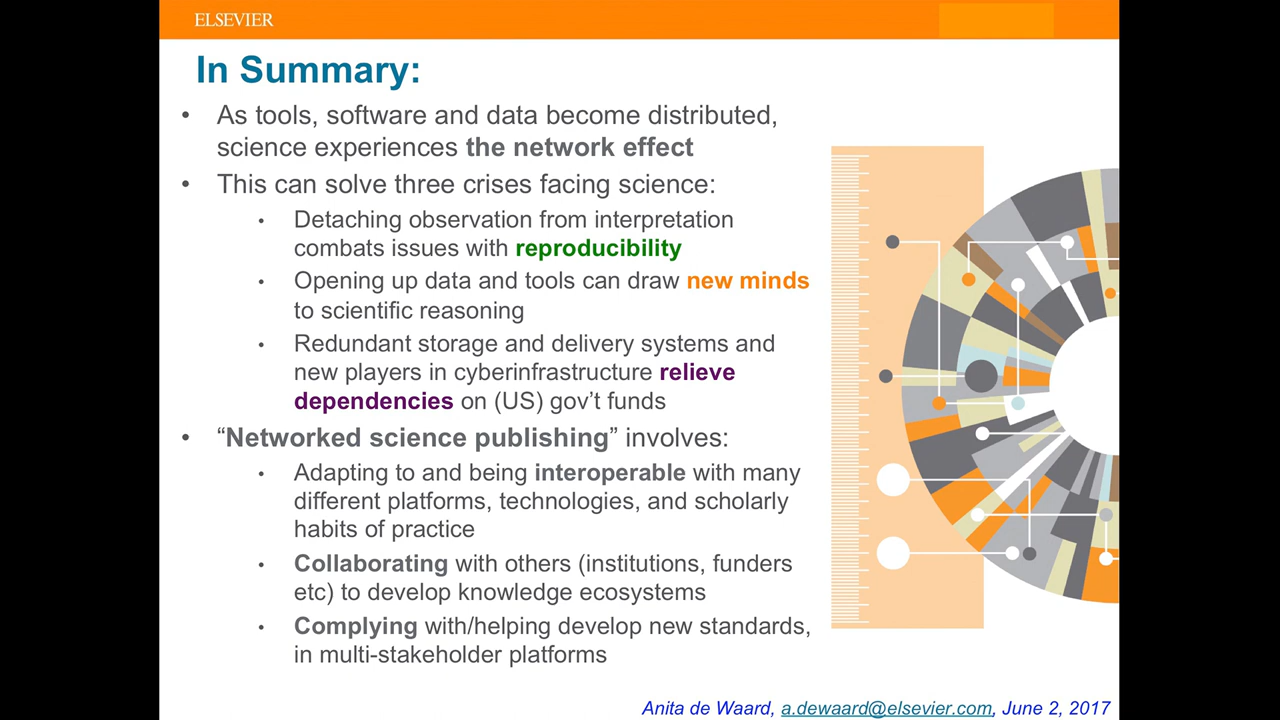 ELSEVIER
In Summary:
• As tools, software and data become distributed,
science experiences the network effect
• This can solve three crises facing science:
• Detaching observation from interpretation
combats issues with reproducibility
• Opening up data and tools can draw new minds
to scientific reasoning
• Redundant storage and delivery systems and
new players in cyberinfrastructure relieve
dependencies on (US) gov’t funds
• “Networked science publishing” involves:
• Adapting to and being interoperable with many
different platforms, technologies, and scholarly
habits of practice
• Collaborating with others (institutions, funders
etc) to develop knowledge ecosystems
• Complying with/helping develop new standards,
in multi-stakeholder platforms
Anita de Waard, a.dewaard@elsevier.com, June 2, 2017